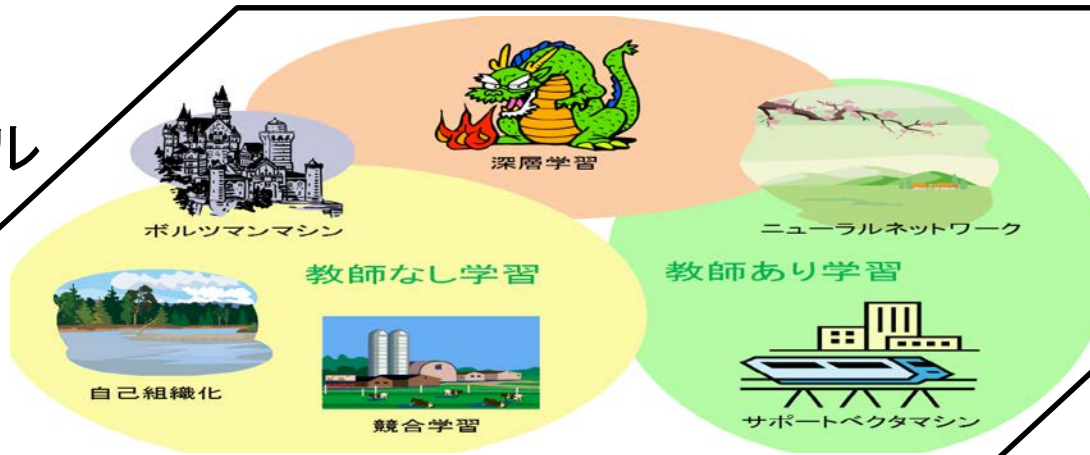 ル
深層学習
ボルツマンマシン
ニューラルネットワーク
教師なし学習
教師あり学習
自己組織化
競合学習
サポートベクタマシン